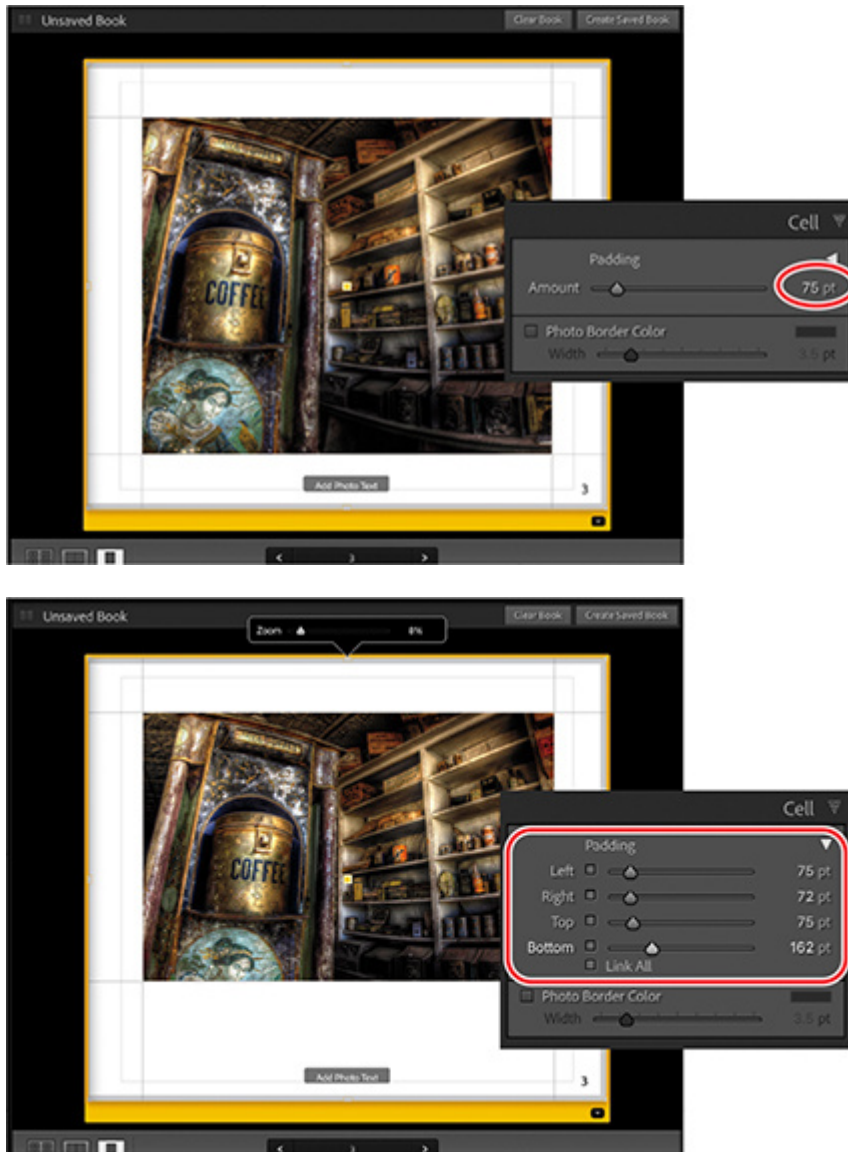 Unsaved Book Clear Book Create Saved Book
COFFEE
Cell
Padding
Amount 75 pt
Photo Border Color
Width 3.5 pt
Add Photo Text
3
3
Unsaved Book Clear Book Create Saved Book
Zoom 8%
COFFEE
Cell
Padding
Left 75 pt
Right 72 pt
Top 75 pt
Bottom 162 pt
Link All
Photo Border Color
Width 3.5 pt
Add Photo Text
3
3